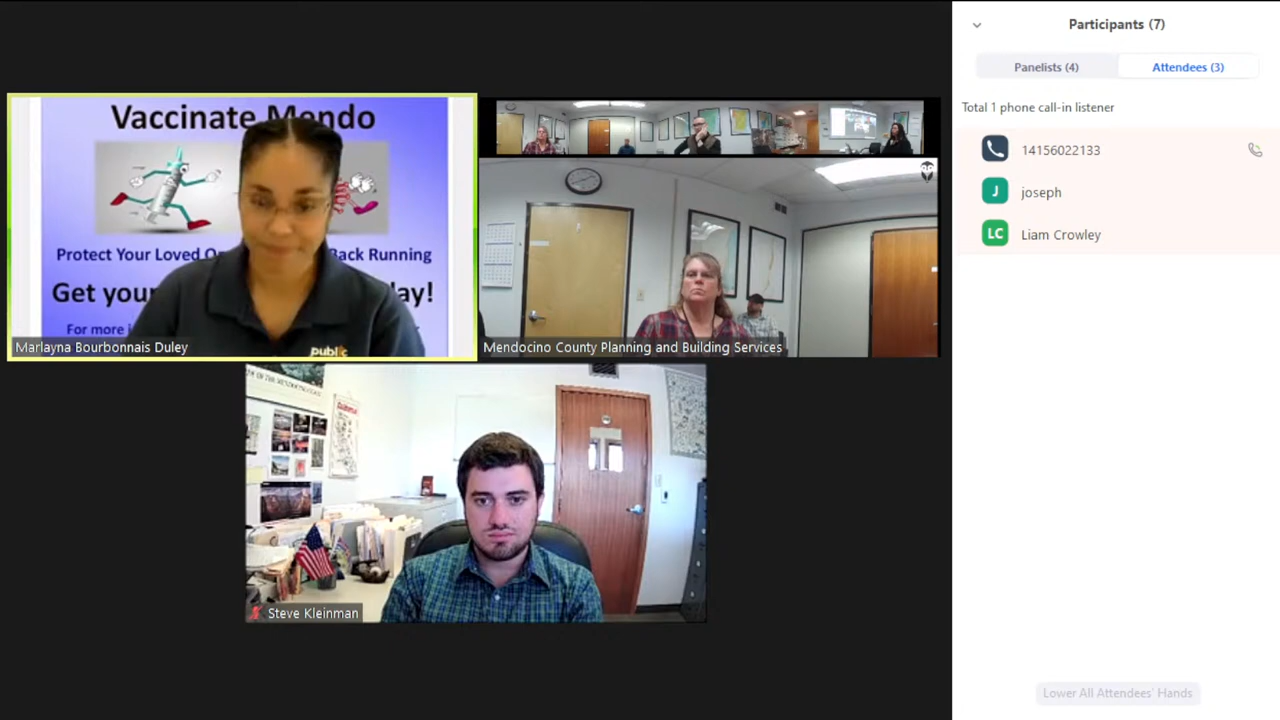 Vaccinate Mendo
Protect Your Loved
Back Running
Get your
For more
public
Marlayna Bourbonnais Duley
Mendocino County Planning and Building Services
Steve Kleinman
Participants (7)
Panelists (4)
Attendees (3)
Total 1 phone call-in listener
14156022133
J
joseph
LC
Liam Crowley
Lower All Attendees' Hands